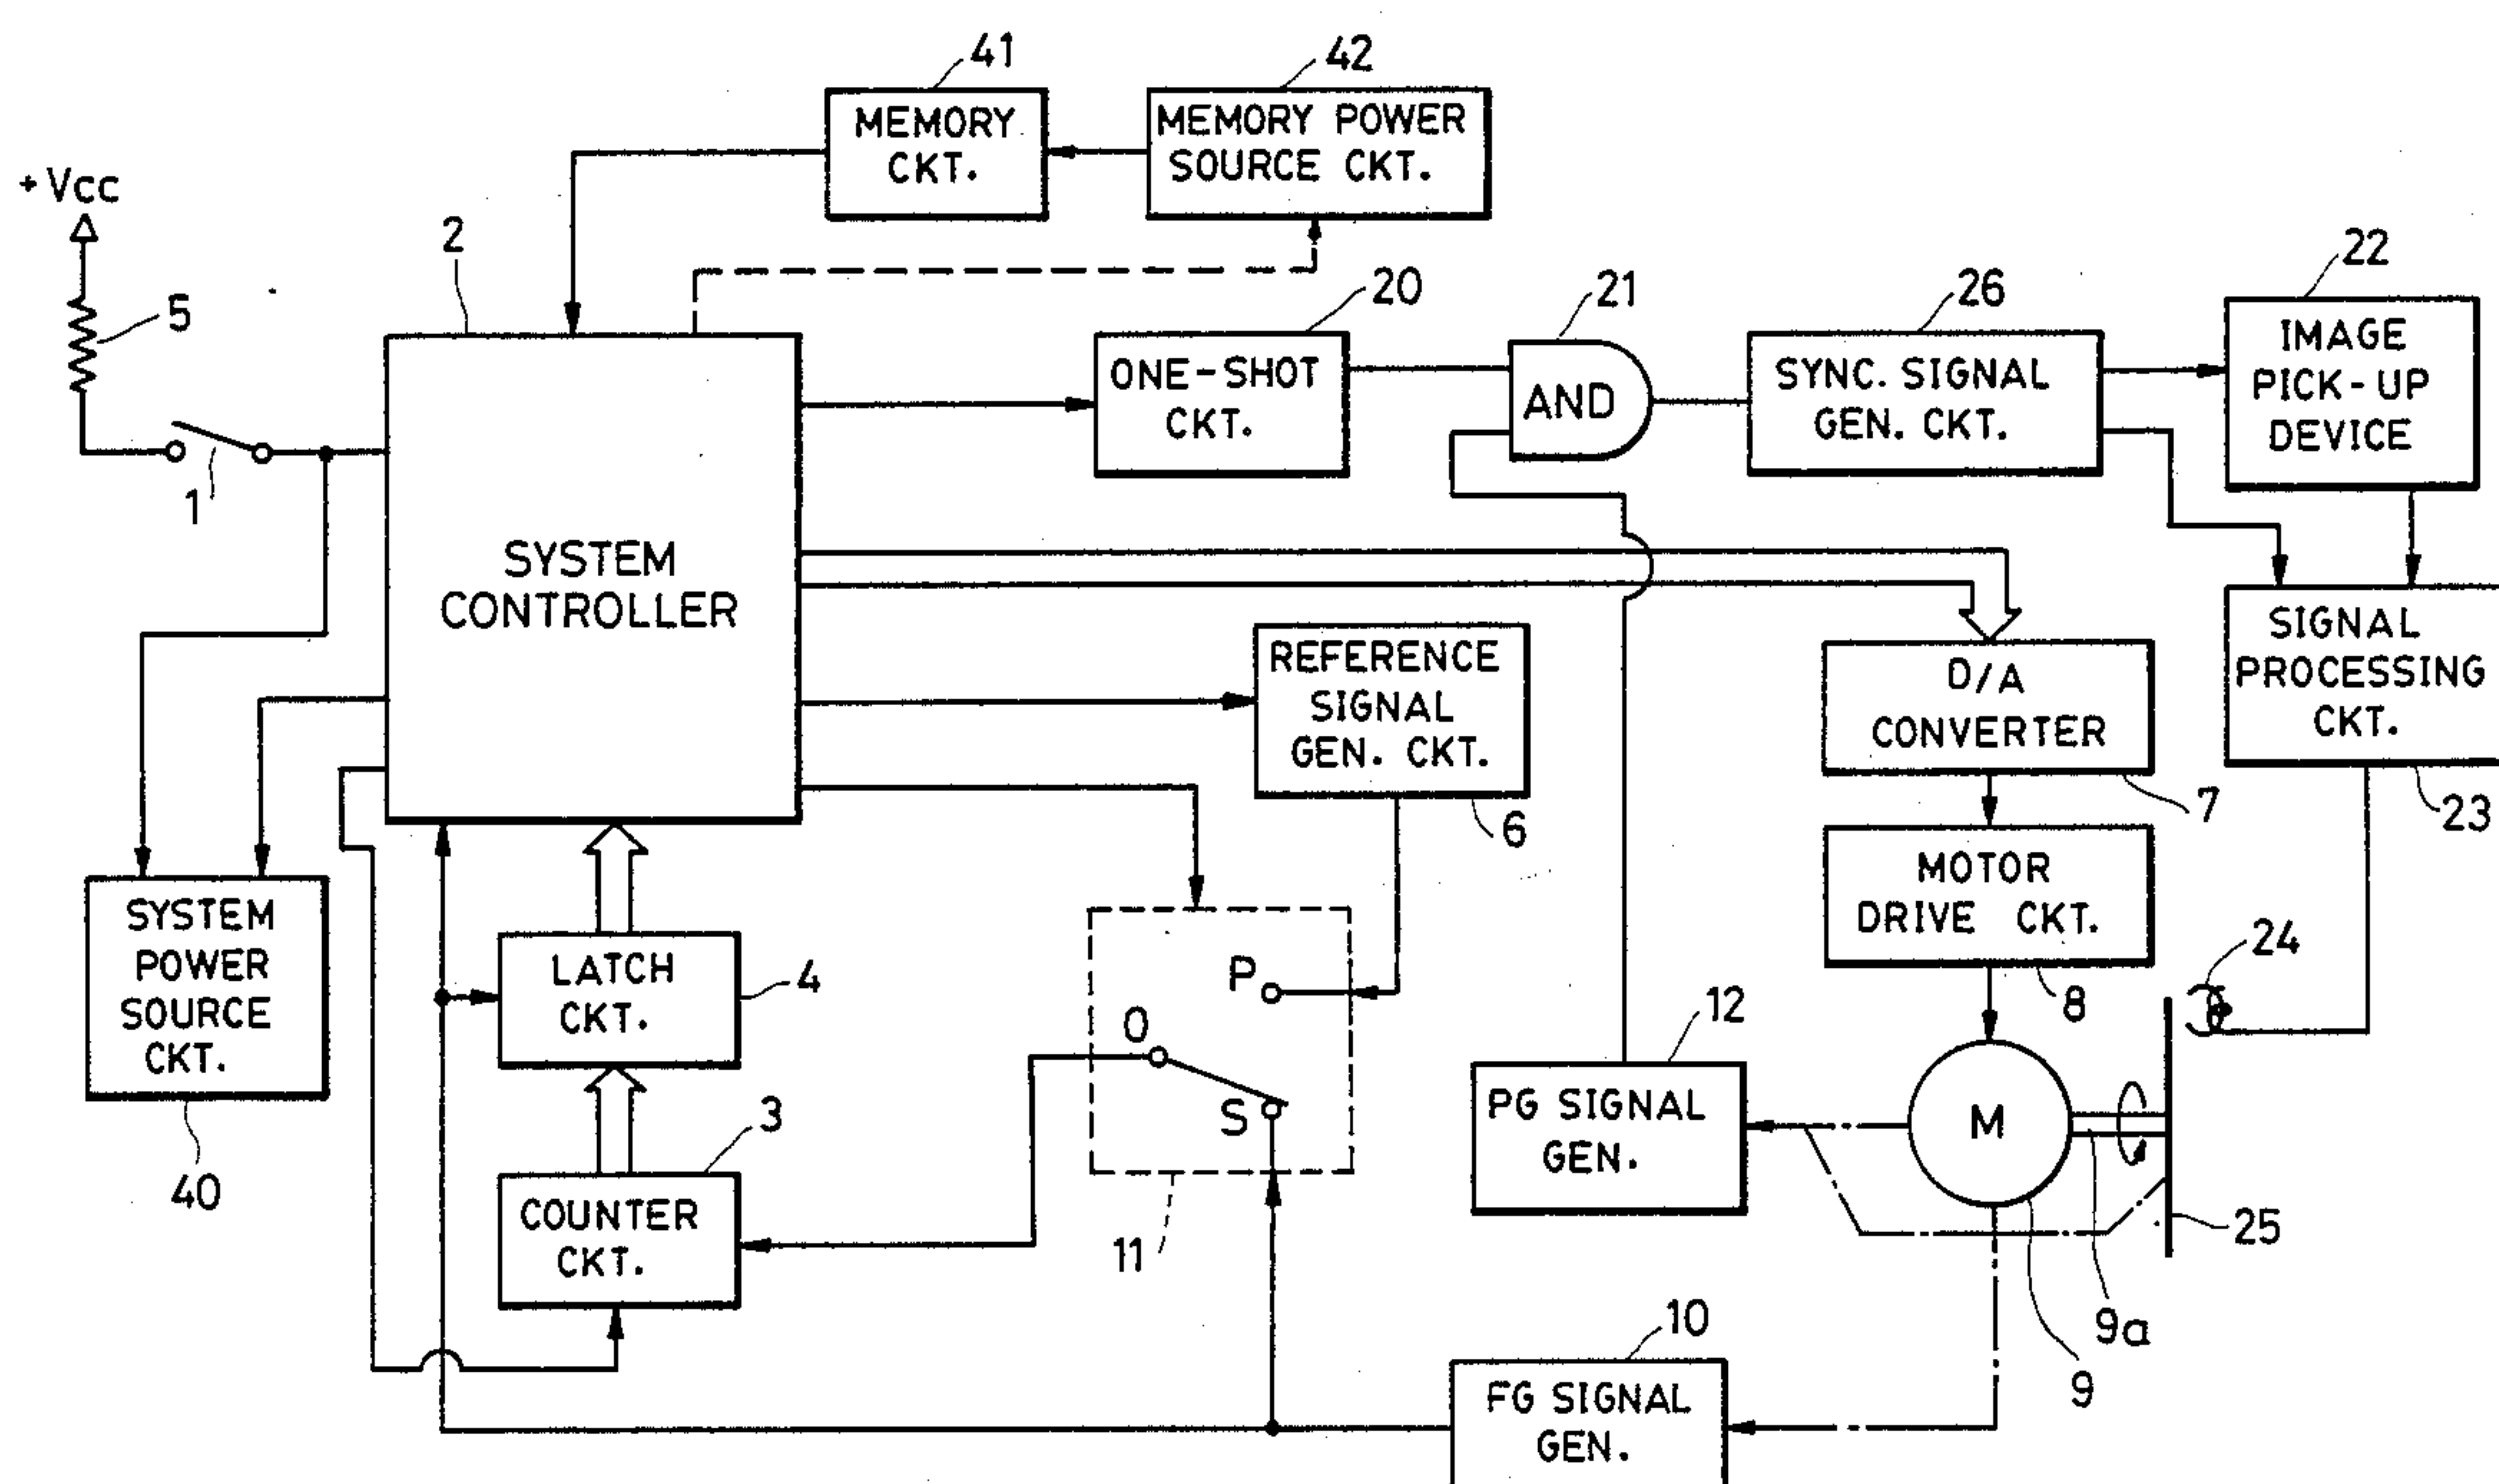 41
42
MEMORY
CKT.
MEMORY POWER
SOURCE CKT.
+Vcc
2
5
20
21
26
22
ONE-SHOT
CKT.
AND
SYNC. SIGNAL
GEN. CKT.
IMAGE
PICK-UP
DEVICE
1
SYSTEM
CONTROLLER
REFERENCE
SIGNAL
GEN. CKT.
6
D/A
CONVERTER
7
SIGNAL
PROCESSING
CKT.
23
SYSTEM
POWER
SOURCE
CKT.
40
LATCH
CKT.
4
MOTOR
DRIVE CKT.
8
24
P
O
S
11
12
PG SIGNAL
GEN.
M
25
9a
9
3
COUNTER
CKT.
10
FG SIGNAL
GEN.